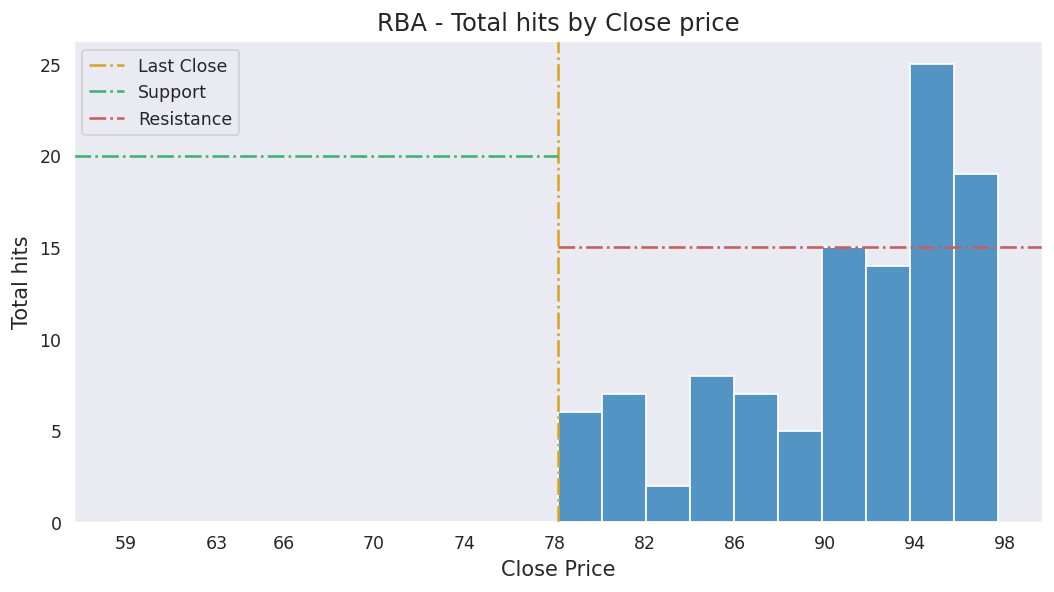 RBA - Total hits by Close price
Last Close
Support
Resistance
25
20
15
10
5
0
Total hits
59 63 66 70 74 78 82 86 90 94 98
Close Price